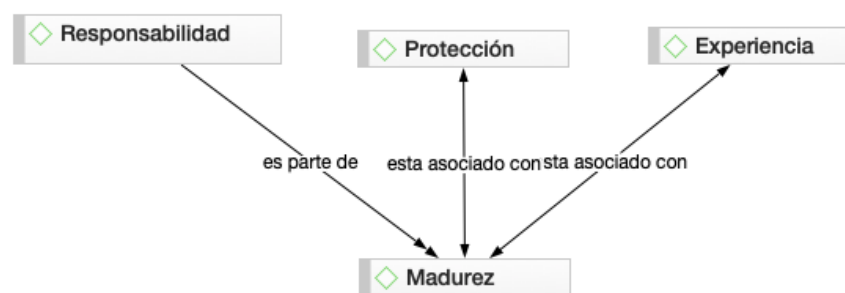 Responsabilidad
Protección
Experiencia
es parte de
esta asociado con
sta asociado con
Madurez